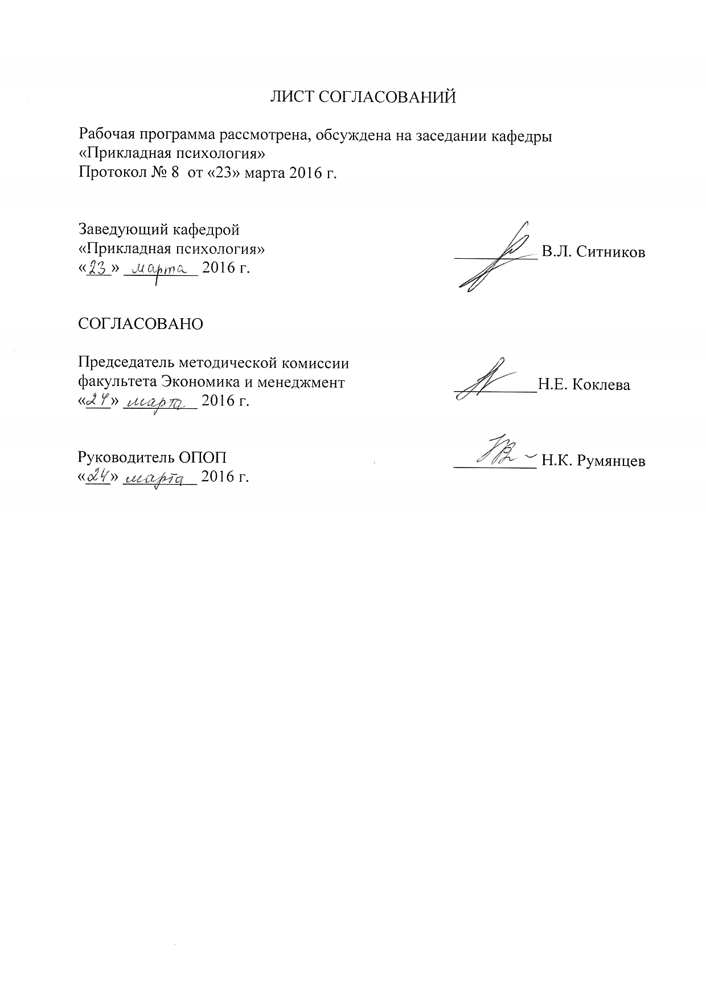 ЛИСТ СОГЛАСОВАНИЙ
Рабочая программа рассмотрена, обсуждена на заседании кафедры
«Прикладная психология»
Протокол № 8 от «23» марта 2016 г.
Заведующий кафедрой
«Прикладная психология» В.Л. Ситников
«23» марта 2016 г.
СОГЛАСОВАНО
Председатель методической комиссии
факультета Экономика и менеджмент Н.Е. Коклева
«24» марта 2016 г.
Руководитель ОПОП Н.К. Румянцев
«24» марта 2016 г.